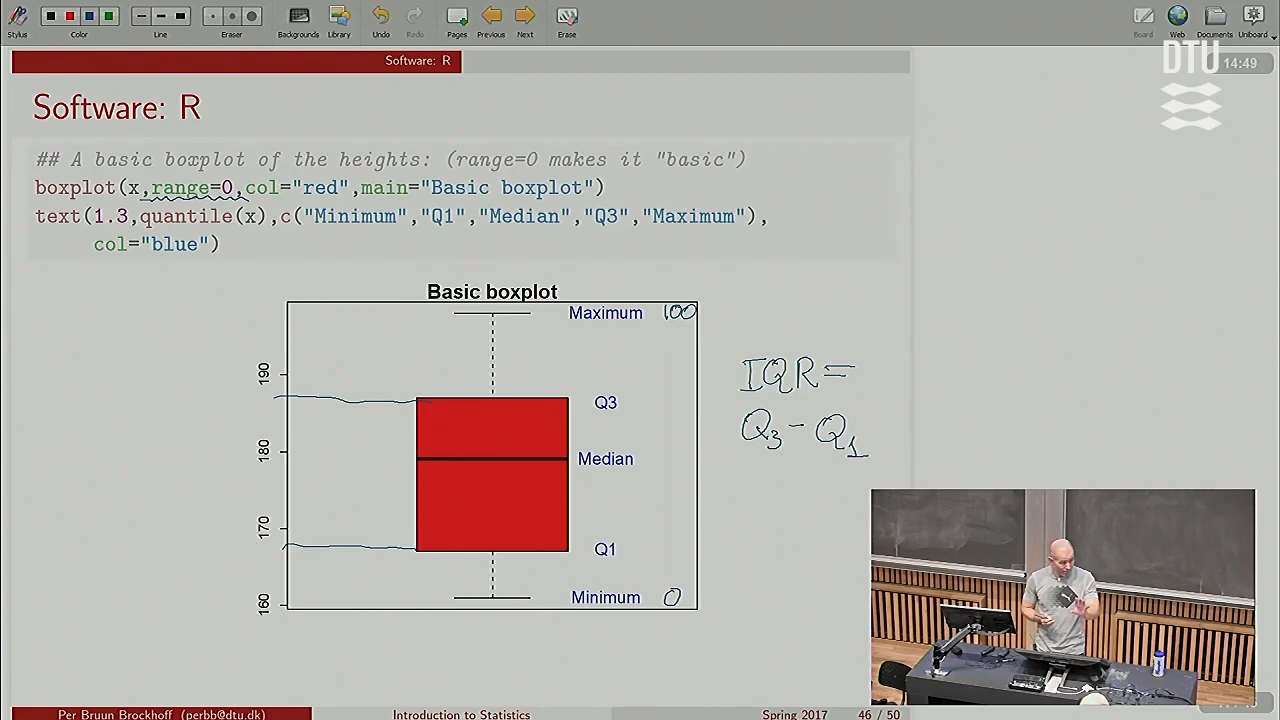 Stylus Color Line Eraser Backgrounds Library Undo Redo Pages Previous Next Erase Board Web Documents Uniboard
DTU
14:49
Software: R
Software: R
## A basic boxplot of the heights: (range=0 makes it "basic")
boxplot(x,range=0,col="red",main="Basic boxplot")
text(1.3,quantile(x),c("Minimum","Q1","Median","Q3","Maximum"),
col="blue")
Basic boxplot
Maximum 100
190
IQR=
Q3
Q3-Q1
180
Median
170
Q1
160
Minimum 0
Per Bruun Brockhoff (perbb@dtu.dk) Introduction to Statistics Spring 2017 46 / 50